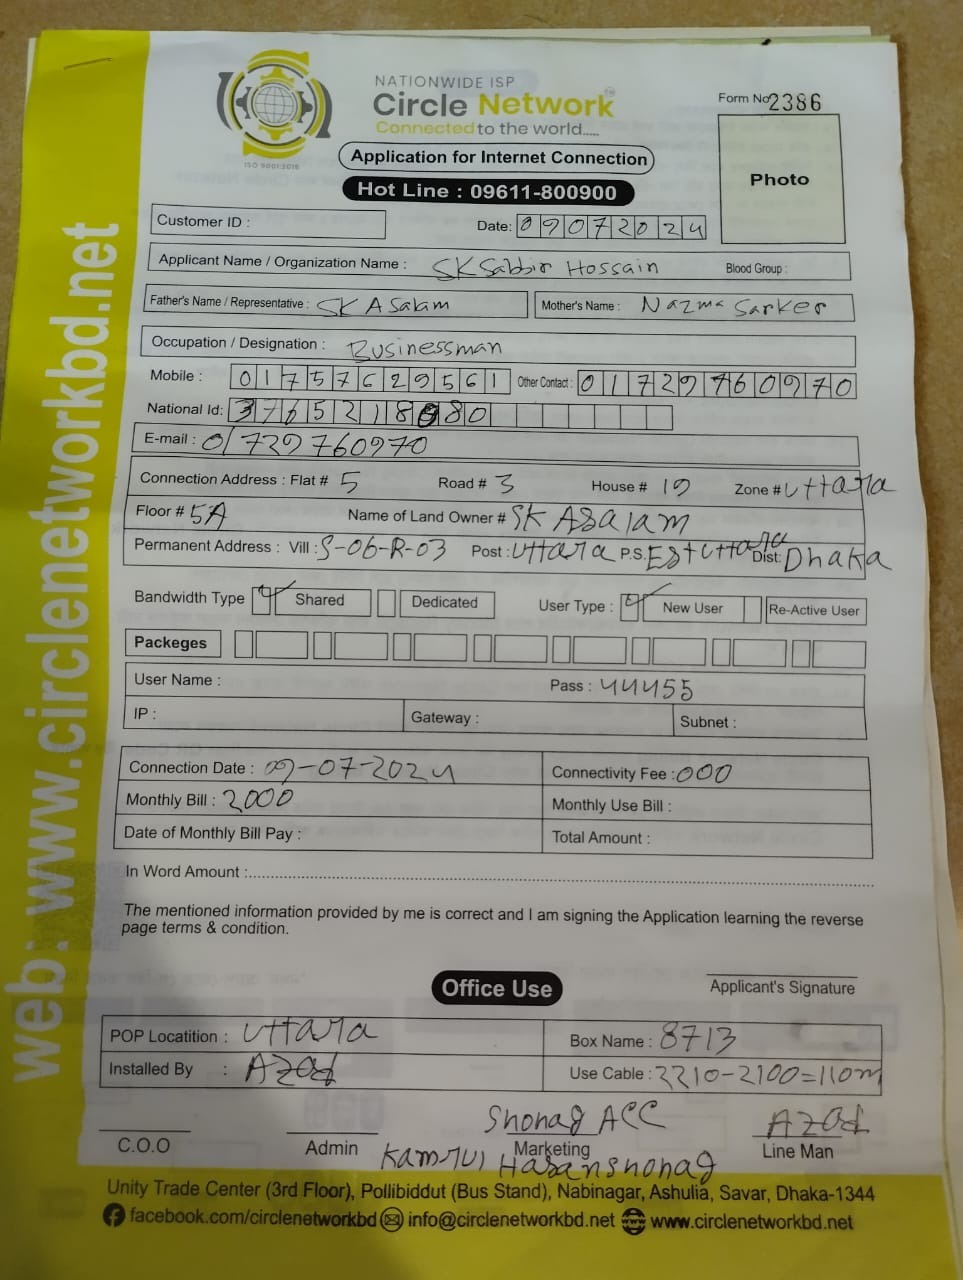 NATIONWIDE ISP
Circle Network
Connected to the world.....
ISO 9001:2015
Form No 2386
Application for Internet Connection
Hot Line : 09611-800900
Photo
Customer ID :
Date: 09072024
Applicant Name / Organization Name : SK Sabbir Hossain Blood Group :
Father's Name / Representative : SK ASalam Mother's Name : Nazma Sarker
Occupation / Designation : Businessman
Mobile : 01757629561 Other Contact : 01729760970
National Id: 3765218080
E-mail : 01729760970
Connection Address : Flat # 5 Road # 3 House # 19 Zone # Uttara
Floor # 5A Name of Land Owner # SK ASalam
Permanent Address : Vill : S-06-R-03 Post : Uttara P.S. Est Uttara Dist: Dhaka
Bandwidth Type Shared Dedicated User Type : New User Re-Active User
Packeges
User Name : Pass : 44455
IP : Gateway : Subnet :
Connection Date : 09-07-2024 Connectivity Fee : 000
Monthly Bill : 2000 Monthly Use Bill :
Date of Monthly Bill Pay : Total Amount :
In Word Amount :
The mentioned information provided by me is correct and I am signing the Application learning the reverse
page terms & condition.
Office Use
Applicant's Signature
POP Locatition : Uttara Box Name : 8713
Installed By : Azad Use Cable : 2210-2100=110m
Shonag ACC Azad
C.O.O Admin Marketing Line Man
Kamrul Hasanshonag
Unity Trade Center (3rd Floor), Pollibiddut (Bus Stand), Nabinagar, Ashulia, Savar, Dhaka-1344
facebook.com/circlenetworkbd info@circlenetworkbd.net www.circlenetworkbd.net
web: www.circlenetworkbd.net